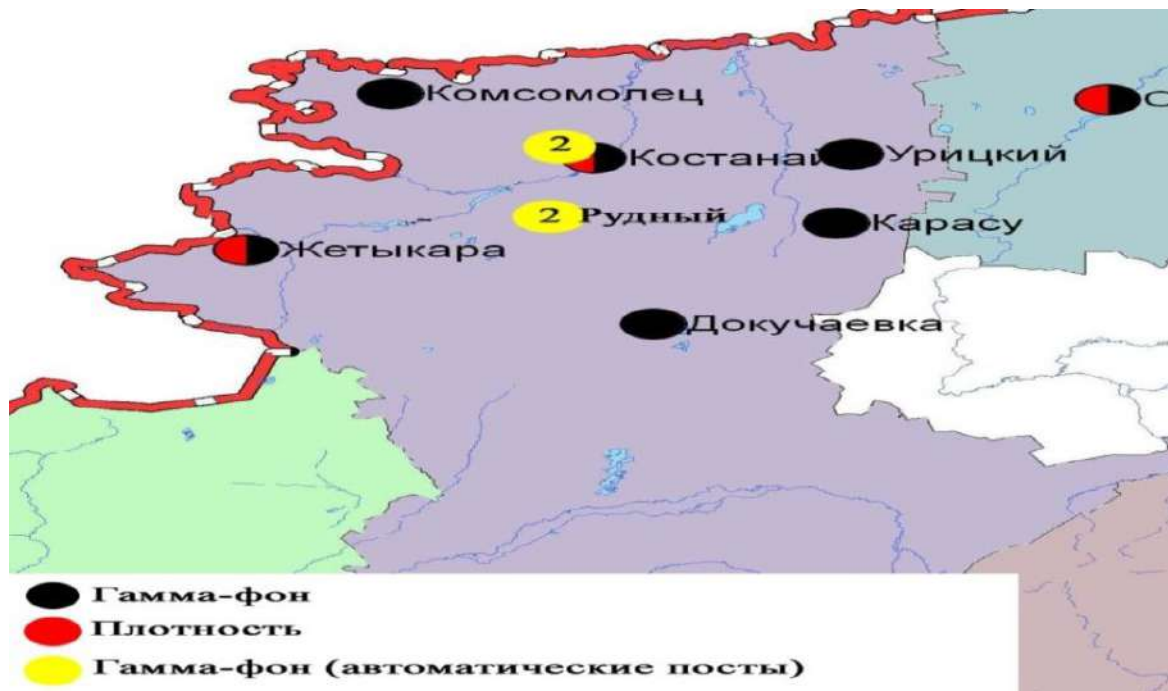 Комсомолец
2
Костанай
Урицкий
2 Рудный
Карасу
Жетыкара
Докучаевка
Гамма-фон
Плотность
Гамма-фон (автоматические посты)